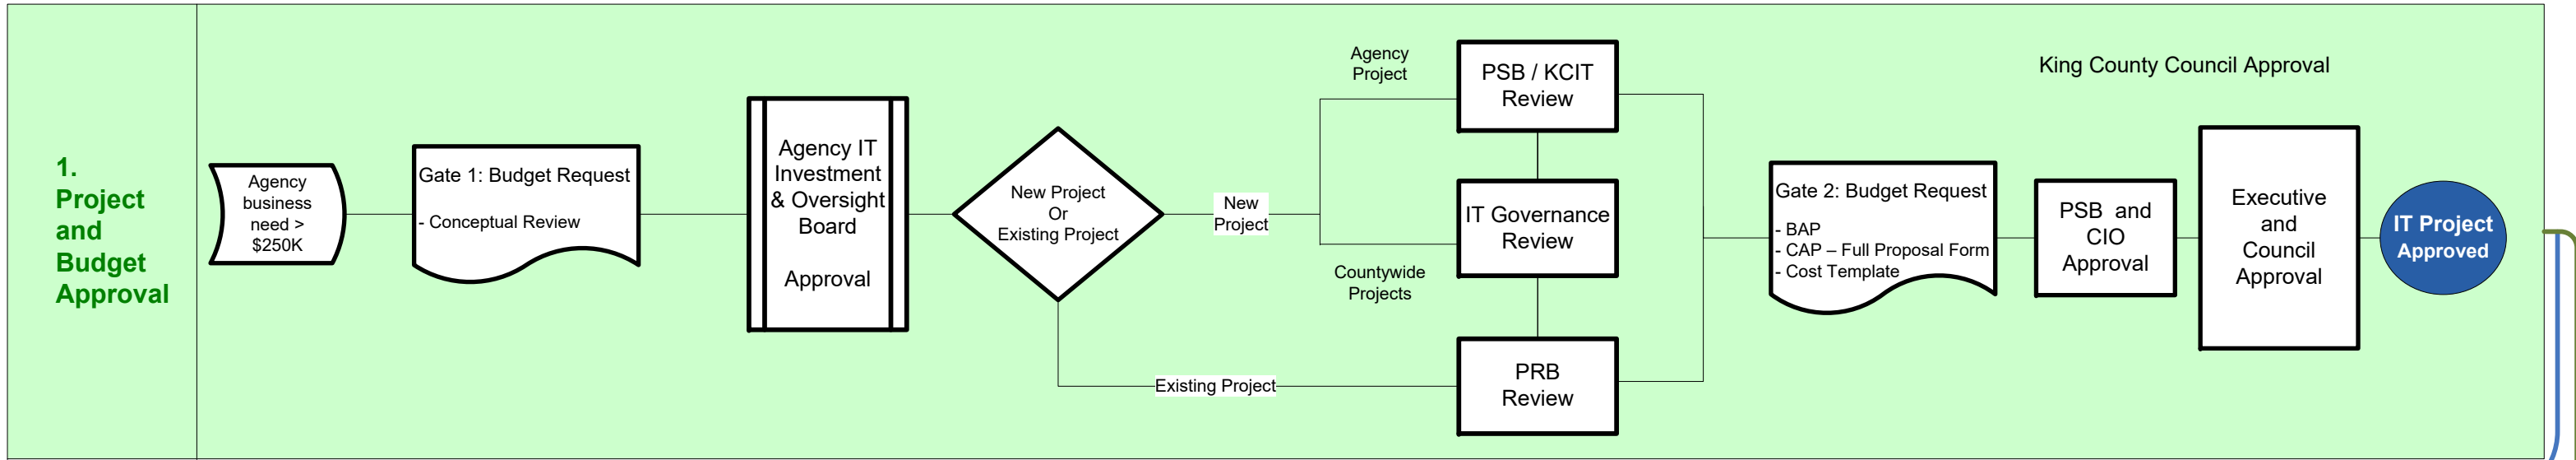 1.
Project
and
Budget
Approval
Agency
business
need >
$250K
Gate 1: Budget Request
- Conceptual Review
Agency IT
Investment
& Oversight
Board
Approval
New Project
Or
Existing Project
New
Project
Existing Project
Agency
Project
Countywide
Projects
PSB / KCIT
Review
IT Governance
Review
PRB
Review
Gate 2: Budget Request
- BAP
- CAP – Full Proposal Form
- Cost Template
King County Council Approval
PSB and
CIO
Approval
Executive
and
Council
Approval
IT Project
Approved